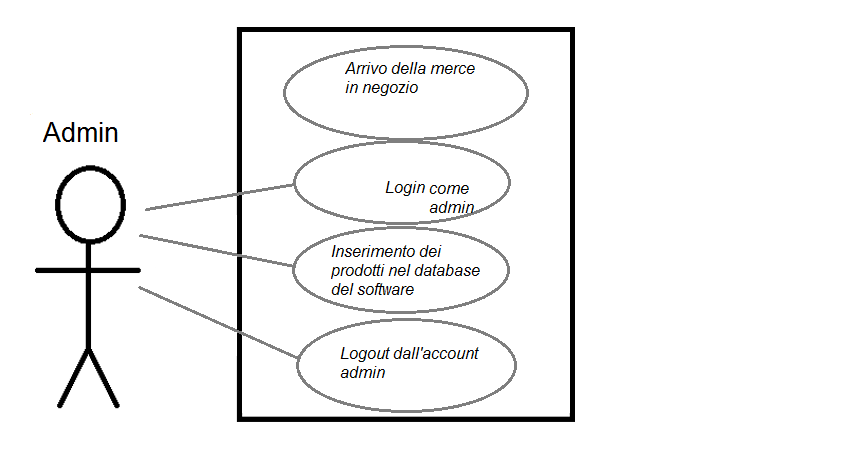 Admin
Arrivo della merce
in negozio
Login come
admin
Inserimento dei
prodotti nel database
del software
Logout dall'account
admin